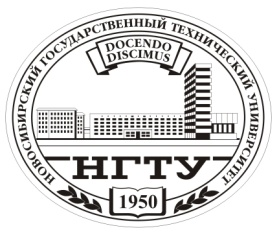 НОВОСИБИРСКИЙ ГОСУДАРСТВЕННЫЙ ТЕХНИЧЕСКИЙ УНИВЕРСИТЕТ
DOCENDO
DISCIMUS
НГТУ
1950